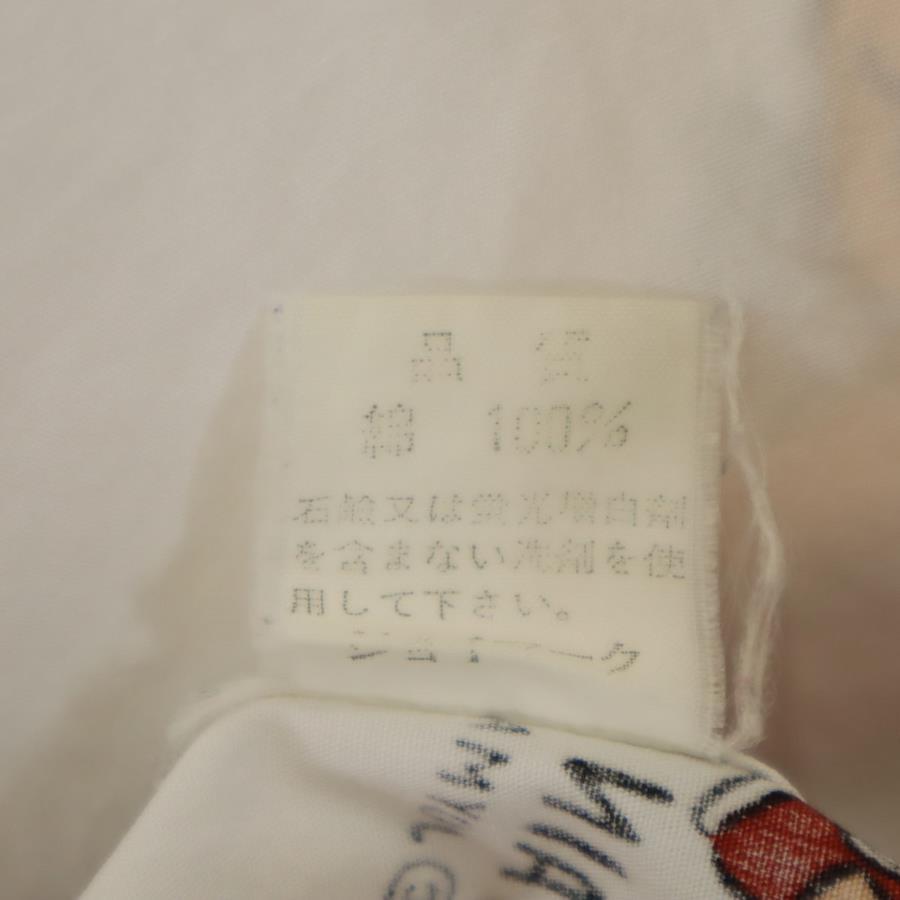 品 質
綿 100%
石鹸又は蛍光増白剤
を含まない洗剤を使
用して下さい。